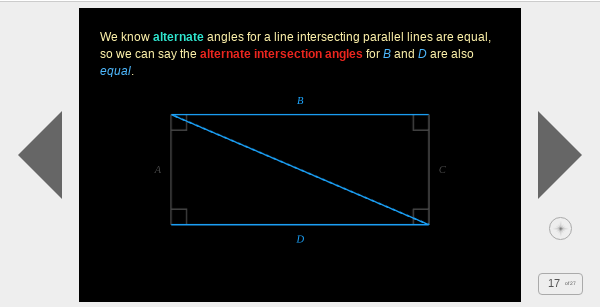 We know alternate angles for a line intersecting parallel lines are equal,
so we can say the alternate intersection angles for B and D are also
equal.
B
A
C
D
17 of 27